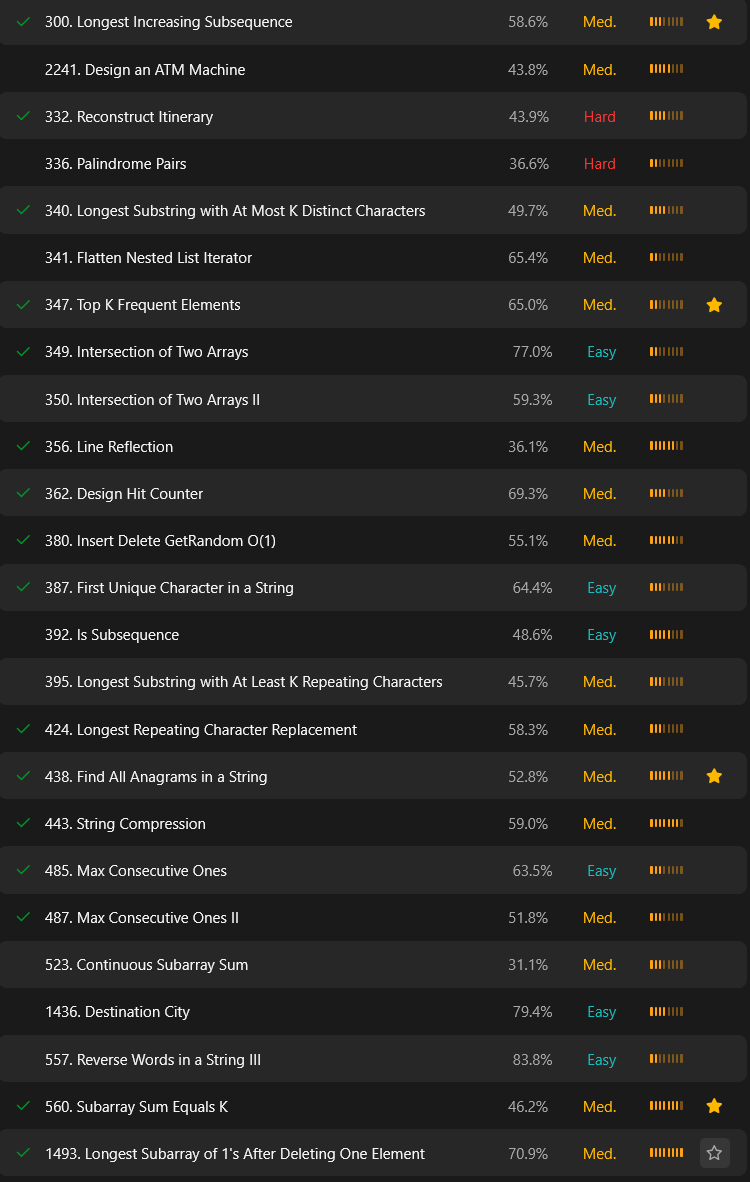 300. Longest Increasing Subsequence 58.6% Med.
2241. Design an ATM Machine 43.8% Med.
332. Reconstruct Itinerary 43.9% Hard
336. Palindrome Pairs 36.6% Hard
340. Longest Substring with At Most K Distinct Characters 49.7% Med.
341. Flatten Nested List Iterator 65.4% Med.
347. Top K Frequent Elements 65.0% Med.
349. Intersection of Two Arrays 77.0% Easy
350. Intersection of Two Arrays II 59.3% Easy
356. Line Reflection 36.1% Med.
362. Design Hit Counter 69.3% Med.
380. Insert Delete GetRandom O(1) 55.1% Med.
387. First Unique Character in a String 64.4% Easy
392. Is Subsequence 48.6% Easy
395. Longest Substring with At Least K Repeating Characters 45.7% Med.
424. Longest Repeating Character Replacement 58.3% Med.
438. Find All Anagrams in a String 52.8% Med.
443. String Compression 59.0% Med.
485. Max Consecutive Ones 63.5% Easy
487. Max Consecutive Ones II 51.8% Med.
523. Continuous Subarray Sum 31.1% Med.
1436. Destination City 79.4% Easy
557. Reverse Words in a String III 83.8% Easy
560. Subarray Sum Equals K 46.2% Med.
1493. Longest Subarray of 1's After Deleting One Element 70.9% Med.